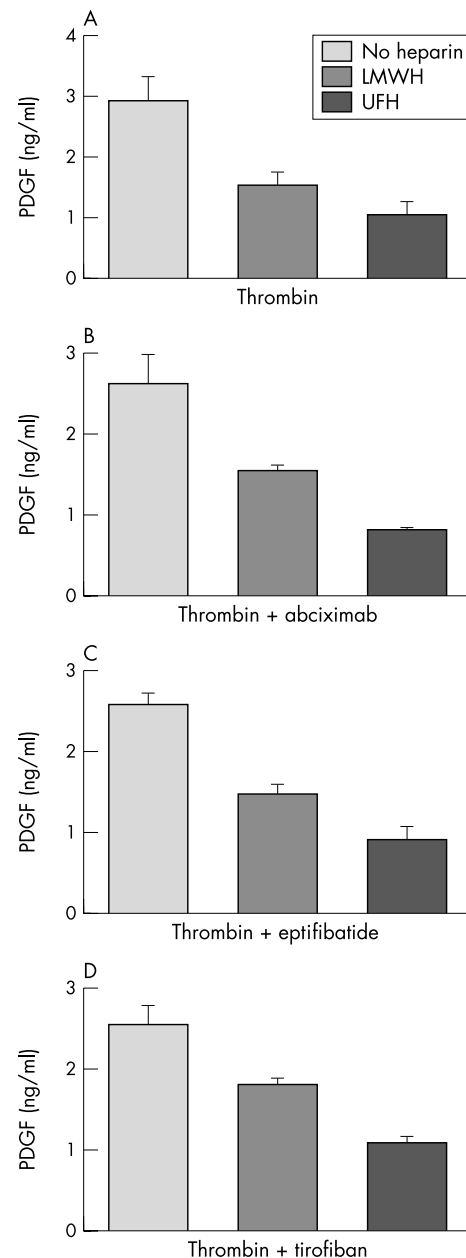 A
No heparin
LMWH
UFH
PDGF (ng/ml)
4
3
2
1
0
Thrombin
B
PDGF (ng/ml)
3
2
1
0
Thrombin + abciximab
C
PDGF (ng/ml)
3
2
1
0
Thrombin + eptifibatide
D
PDGF (ng/ml)
3
2
1
0
Thrombin + tirofiban